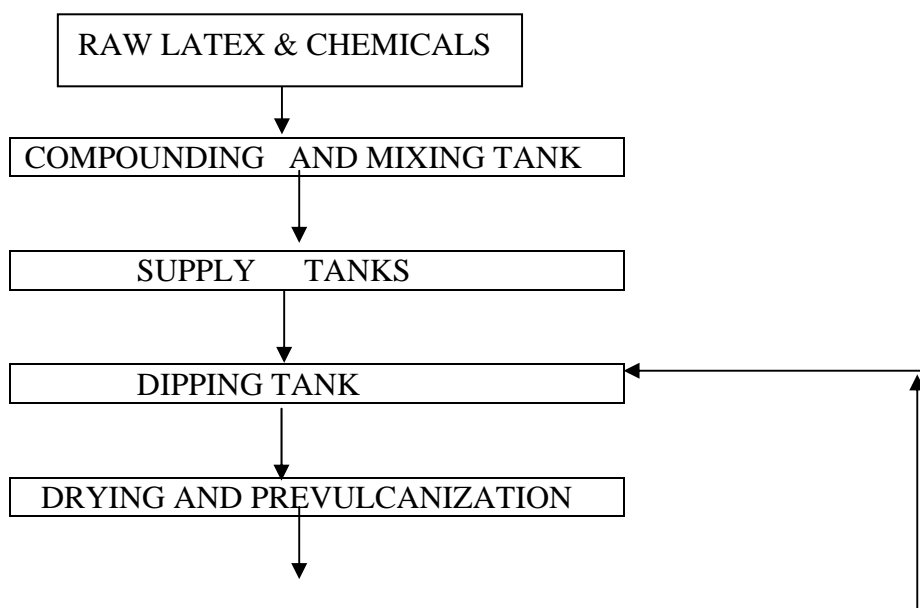 RAW LATEX & CHEMICALS
COMPOUNDING AND MIXING TANK
SUPPLY TANKS
DIPPING TANK
DRYING AND PREVULCANIZATION